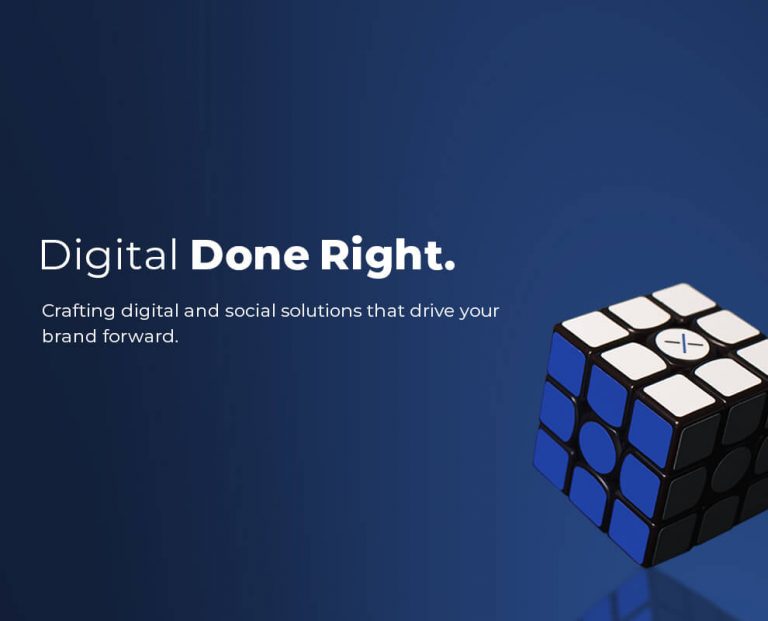 Digital Done Right.
Crafting digital and social solutions that drive your
brand forward.